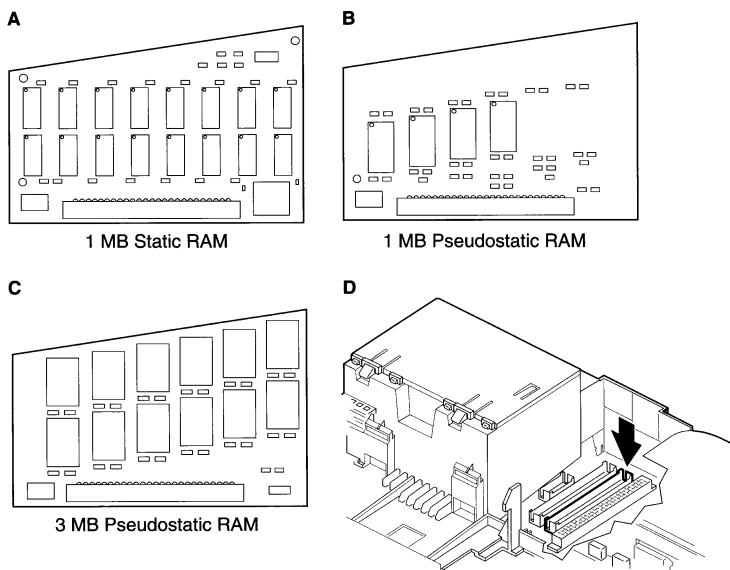 A
1 MB Static RAM
B
1 MB Pseudostatic RAM
C
3 MB Pseudostatic RAM
D